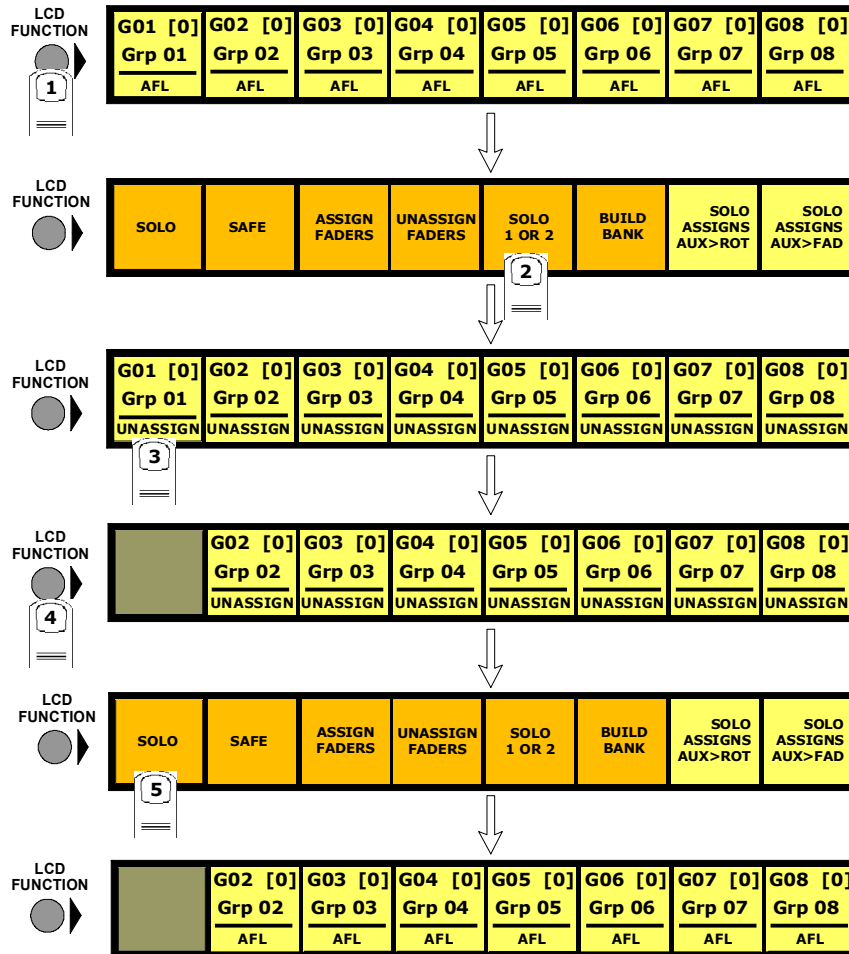 LCD
FUNCTION
G01 [0] G02 [0] G03 [0] G04 [0] G05 [0] G06 [0] G07 [0] G08 [0]
Grp 01 Grp 02 Grp 03 Grp 04 Grp 05 Grp 06 Grp 07 Grp 08
AFL AFL AFL AFL AFL AFL AFL AFL
1
LCD
FUNCTION
SOLO
SAFE
ASSIGN
FADERS
UNASSIGN
FADERS
SOLO
1 OR 2
BUILD
BANK
SOLO
ASSIGNS
AUX>ROT
SOLO
ASSIGNS
AUX>FAD
2
LCD
FUNCTION
G01 [0] G02 [0] G03 [0] G04 [0] G05 [0] G06 [0] G07 [0] G08 [0]
Grp 01 Grp 02 Grp 03 Grp 04 Grp 05 Grp 06 Grp 07 Grp 08
UNASSIGN UNASSIGN UNASSIGN UNASSIGN UNASSIGN UNASSIGN UNASSIGN UNASSIGN
3
LCD
FUNCTION
G02 [0] G03 [0] G04 [0] G05 [0] G06 [0] G07 [0] G08 [0]
Grp 02 Grp 03 Grp 04 Grp 05 Grp 06 Grp 07 Grp 08
UNASSIGN UNASSIGN UNASSIGN UNASSIGN UNASSIGN UNASSIGN UNASSIGN
4
LCD
FUNCTION
SOLO
SAFE
ASSIGN
FADERS
UNASSIGN
FADERS
SOLO
1 OR 2
BUILD
BANK
SOLO
ASSIGNS
AUX>ROT
SOLO
ASSIGNS
AUX>FAD
5
LCD
FUNCTION
G02 [0] G03 [0] G04 [0] G05 [0] G06 [0] G07 [0] G08 [0]
Grp 02 Grp 03 Grp 04 Grp 05 Grp 06 Grp 07 Grp 08
AFL AFL AFL AFL AFL AFL AFL